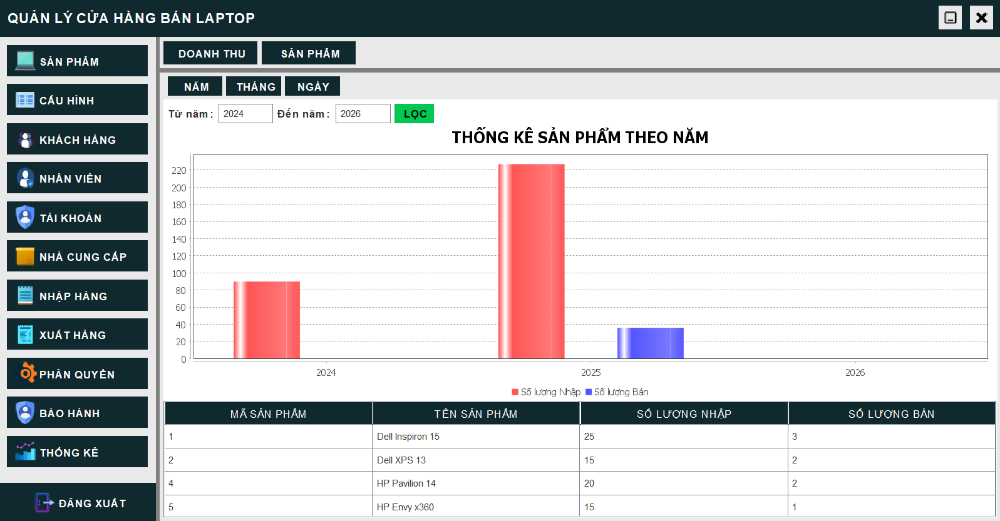 QUẢN LÝ CỬA HÀNG BÁN LAPTOP
SẢN PHẨM
CẤU HÌNH
KHÁCH HÀNG
NHÂN VIÊN
TÀI KHOẢN
NHÀ CUNG CẤP
NHẬP HÀNG
XUẤT HÀNG
PHÂN QUYỀN
BẢO HÀNH
THỐNG KÊ
ĐĂNG XUẤT
DOANH THU SẢN PHẨM
NĂM THÁNG NGÀY
Từ năm: 2024 Đến năm: 2026 LỌC
THỐNG KÊ SẢN PHẨM THEO NĂM
220
200
180
160
140
120
100
80
60
40
20
0
2024 2025 2026
Số lượng Nhập Số lượng Bán
MÃ SẢN PHẨM TÊN SẢN PHẨM SỐ LƯỢNG NHẬP SỐ LƯỢNG BÁN
1 Dell Inspiron 15 25 3
2 Dell XPS 13 15 2
4 HP Pavilion 14 20 2
5 HP Envy x360 15 1